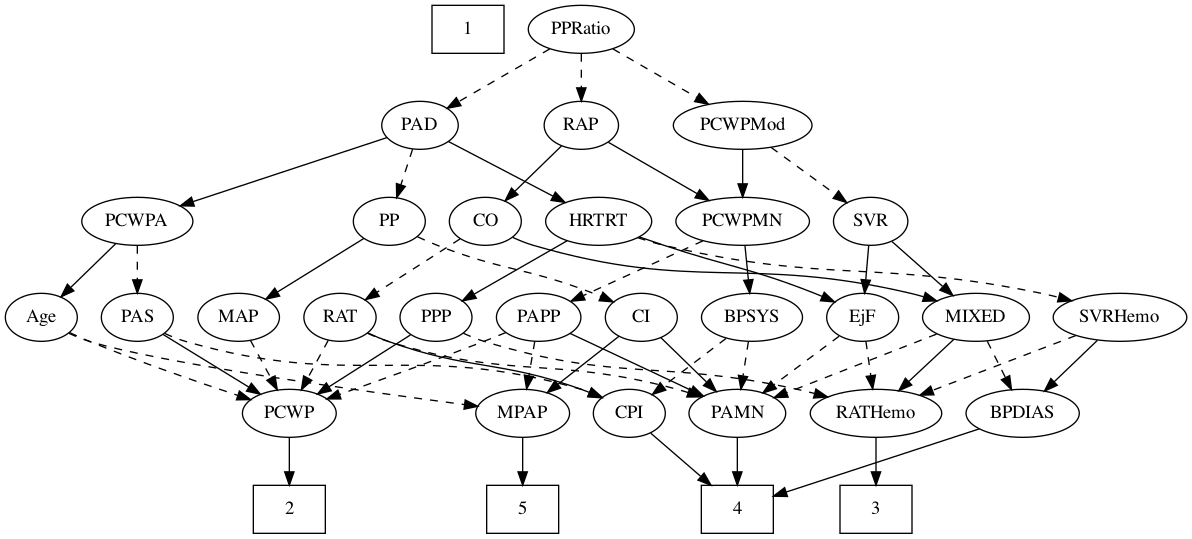 1
PPRatio
PAD
RAP
PCWPMod
PCWPA
PP
CO
HRTRT
PCWPMN
SVR
Age
PAS
MAP
RAT
PPP
PAPP
CI
BPSYS
EjF
MIXED
SVRHemo
PCWP
MPAP
CPI
PAMN
RATHemo
BPDIAS
2
5
4
3